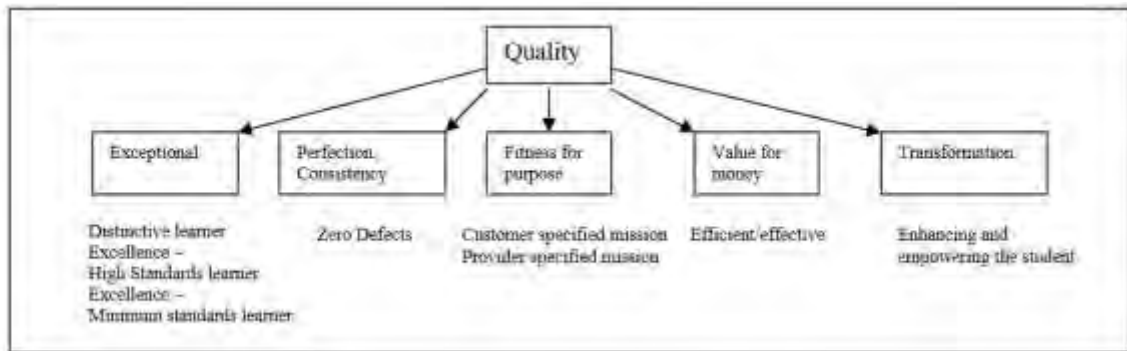 Quality
Exceptional
Perfection
Consistency
Fitness for
purpose
Value for
money
Transformation
Distinctive learner
Excellence –
High Standards learner
Excellence –
Minimum standards learner
Zero Defects
Customer specified mission
Provider specified mission
Efficient/effective
Enhancing and
empowering the student